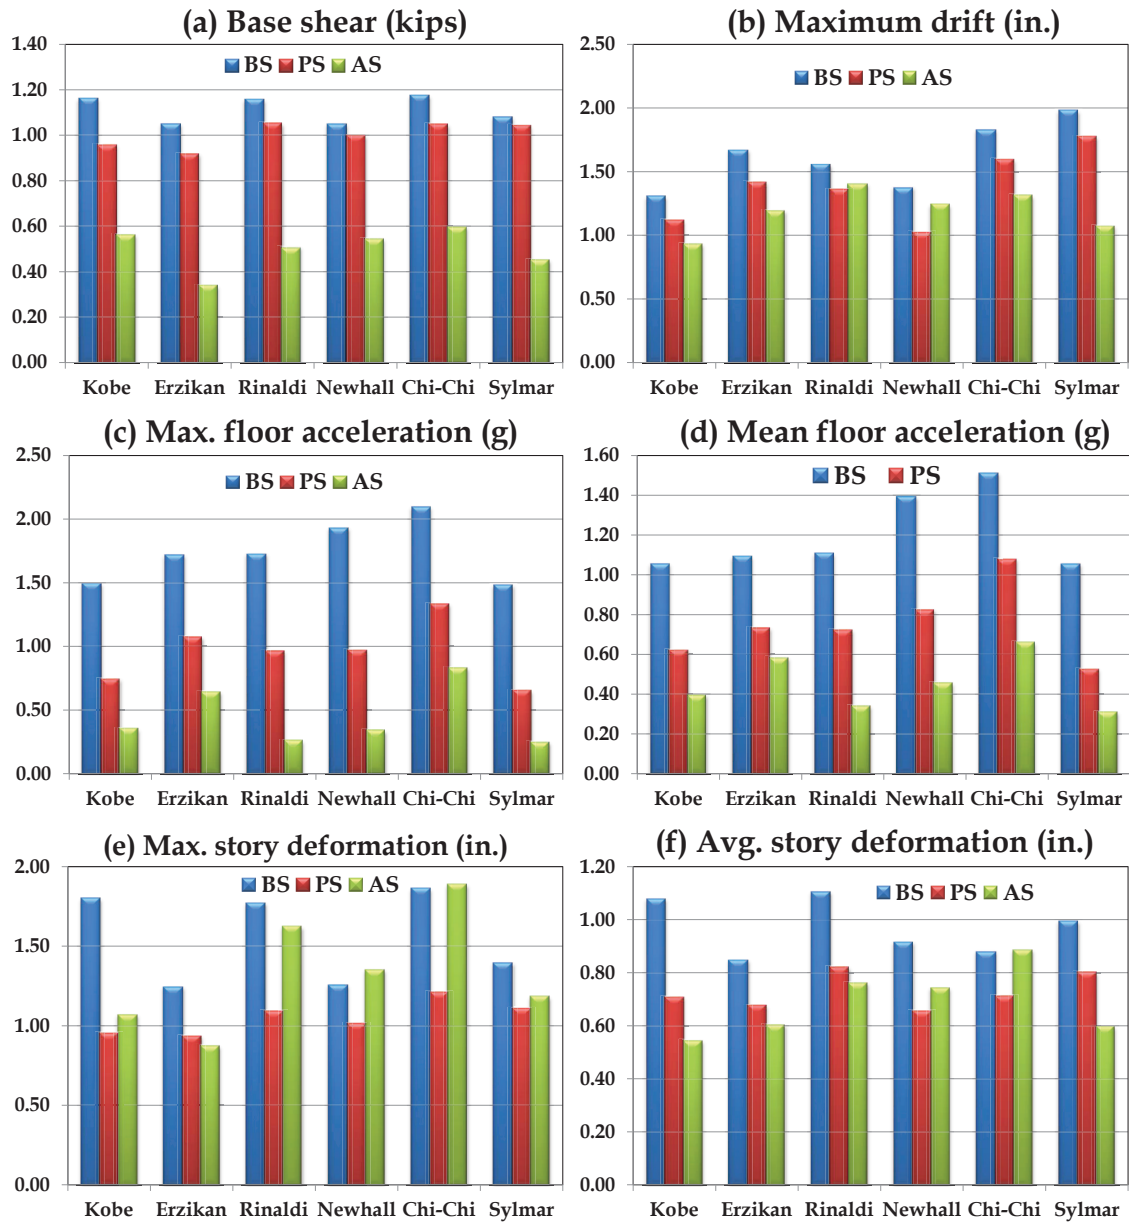 (a) Base shear (kips)
1.40
1.20
1.00
0.80
0.60
0.40
0.20
0.00
BS PS AS
Kobe Erzikan Rinaldi Newhall Chi-Chi Sylmar
(b) Maximum drift (in.)
2.50
2.00
1.50
1.00
0.50
0.00
BS PS AS
Kobe Erzikan Rinaldi Newhall Chi-Chi Sylmar
(c) Max. floor acceleration (g)
2.50
2.00
1.50
1.00
0.50
0.00
BS PS AS
Kobe Erzikan Rinaldi Newhall Chi-Chi Sylmar
(d) Mean floor acceleration (g)
1.60
1.40
1.20
1.00
0.80
0.60
0.40
0.20
0.00
BS PS
Kobe Erzikan Rinaldi Newhall Chi-Chi Sylmar
(e) Max. story deformation (in.)
2.00
1.50
1.00
0.50
0.00
BS PS AS
Kobe Erzikan Rinaldi Newhall Chi-Chi Sylmar
(f) Avg. story deformation (in.)
1.20
1.00
0.80
0.60
0.40
0.20
0.00
BS PS AS
Kobe Erzikan Rinaldi Newhall Chi-Chi Sylmar